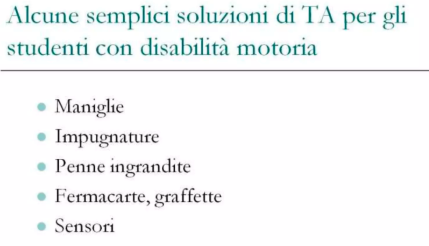 Alcune semplici soluzioni di TA per gli
studenti con disabilità motoria
Maniglie
Impugnature
Penne ingrandite
Fermacarte, graffette
Sensori